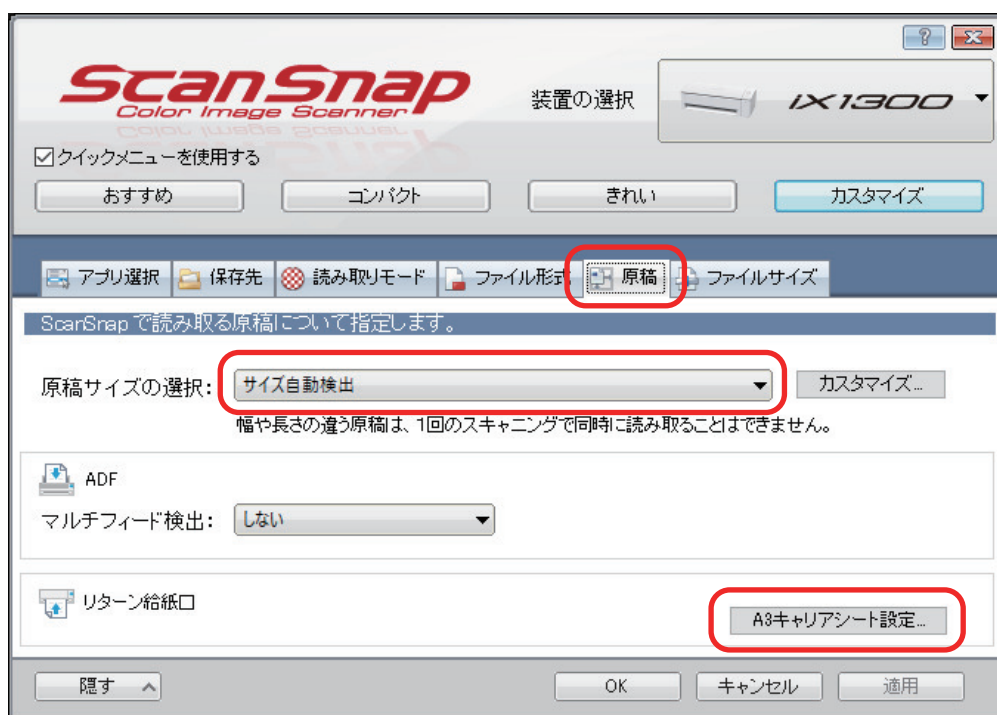 ScanSnap
Color Image Scanner
装置の選択
iX1300
クイックメニューを使用する
おすすめ
コンパクト
きれい
カスタマイズ
アプリ選択
保存先
読み取りモード
ファイル形式
原稿
ファイルサイズ
ScanSnap で読み取る原稿について指定します。
原稿サイズの選択:
サイズ自動検出
カスタマイズ...
幅や長さの違う原稿は、1回のスキャニングで同時に読み取ることはできません。
ADF
マルチフィード検出:
しない
リターン給紙口
A3キャリアシート設定...
隠す
OK
キャンセル
適用